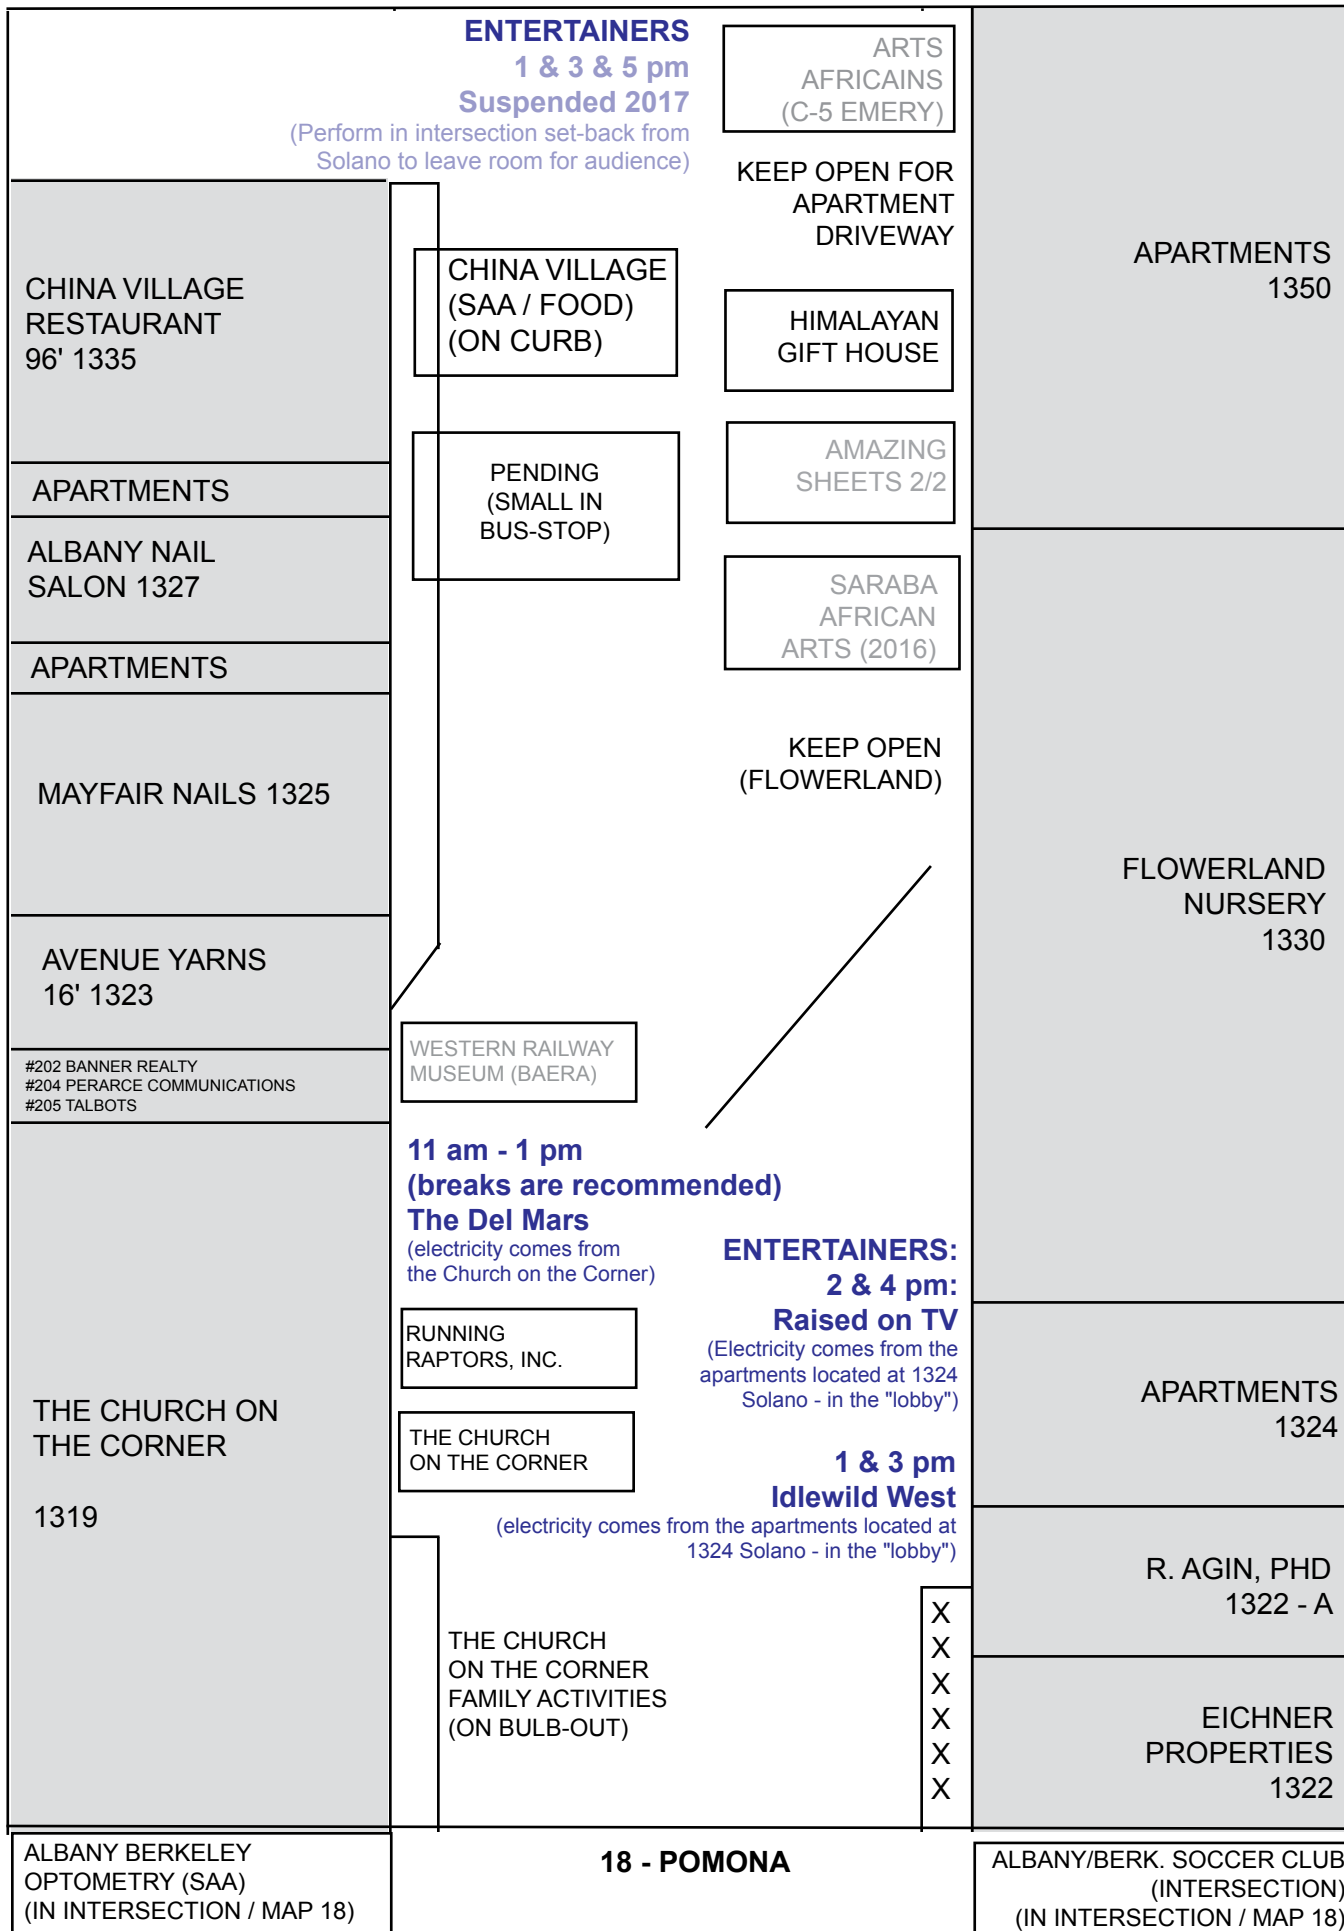 ENTERTAINERS
1 & 3 & 5 pm
Suspended 2017
(Perform in intersection set-back from
Solano to leave room for audience)
ARTS
AFRICAINS
(C-5 EMERY)
KEEP OPEN FOR
APARTMENT
DRIVEWAY
APARTMENTS
1350
CHINA VILLAGE
RESTAURANT
96' 1335
CHINA VILLAGE
(SAA / FOOD)
(ON CURB)
HIMALAYAN
GIFT HOUSE
AMAZING
SHEETS 2/2
APARTMENTS
PENDING
(SMALL IN
BUS-STOP)
ALBANY NAIL
SALON 1327
SARABA
AFRICAN
ARTS (2016)
APARTMENTS
MAYFAIR NAILS 1325
KEEP OPEN
(FLOWERLAND)
FLOWERLAND
NURSERY
1330
AVENUE YARNS
16' 1323
#202 BANNER REALTY
#204 PERARCE COMMUNICATIONS
#205 TALBOTS
WESTERN RAILWAY
MUSEUM (BAERA)
11 am - 1 pm
(breaks are recommended)
The Del Mars
(electricity comes from
the Church on the Corner)
ENTERTAINERS:
2 & 4 pm:
Raised on TV
(Electricity comes from the
apartments located at 1324
Solano - in the "lobby")
RUNNING
RAPTORS, INC.
THE CHURCH ON
THE CORNER
1319
THE CHURCH
ON THE CORNER
1 & 3 pm
Idlewild West
(electricity comes from the apartments located at
1324 Solano - in the "lobby")
APARTMENTS
1324
R. AGIN, PHD
1322 - A
THE CHURCH
ON THE CORNER
FAMILY ACTIVITIES
(ON BULB-OUT)
X
X
X
X
X
X
EICHNER
PROPERTIES
1322
ALBANY BERKELEY
OPTOMETRY (SAA)
(IN INTERSECTION / MAP 18)
18 - POMONA
ALBANY/BERK. SOCCER CLUB
(INTERSECTION)
(IN INTERSECTION / MAP 18)